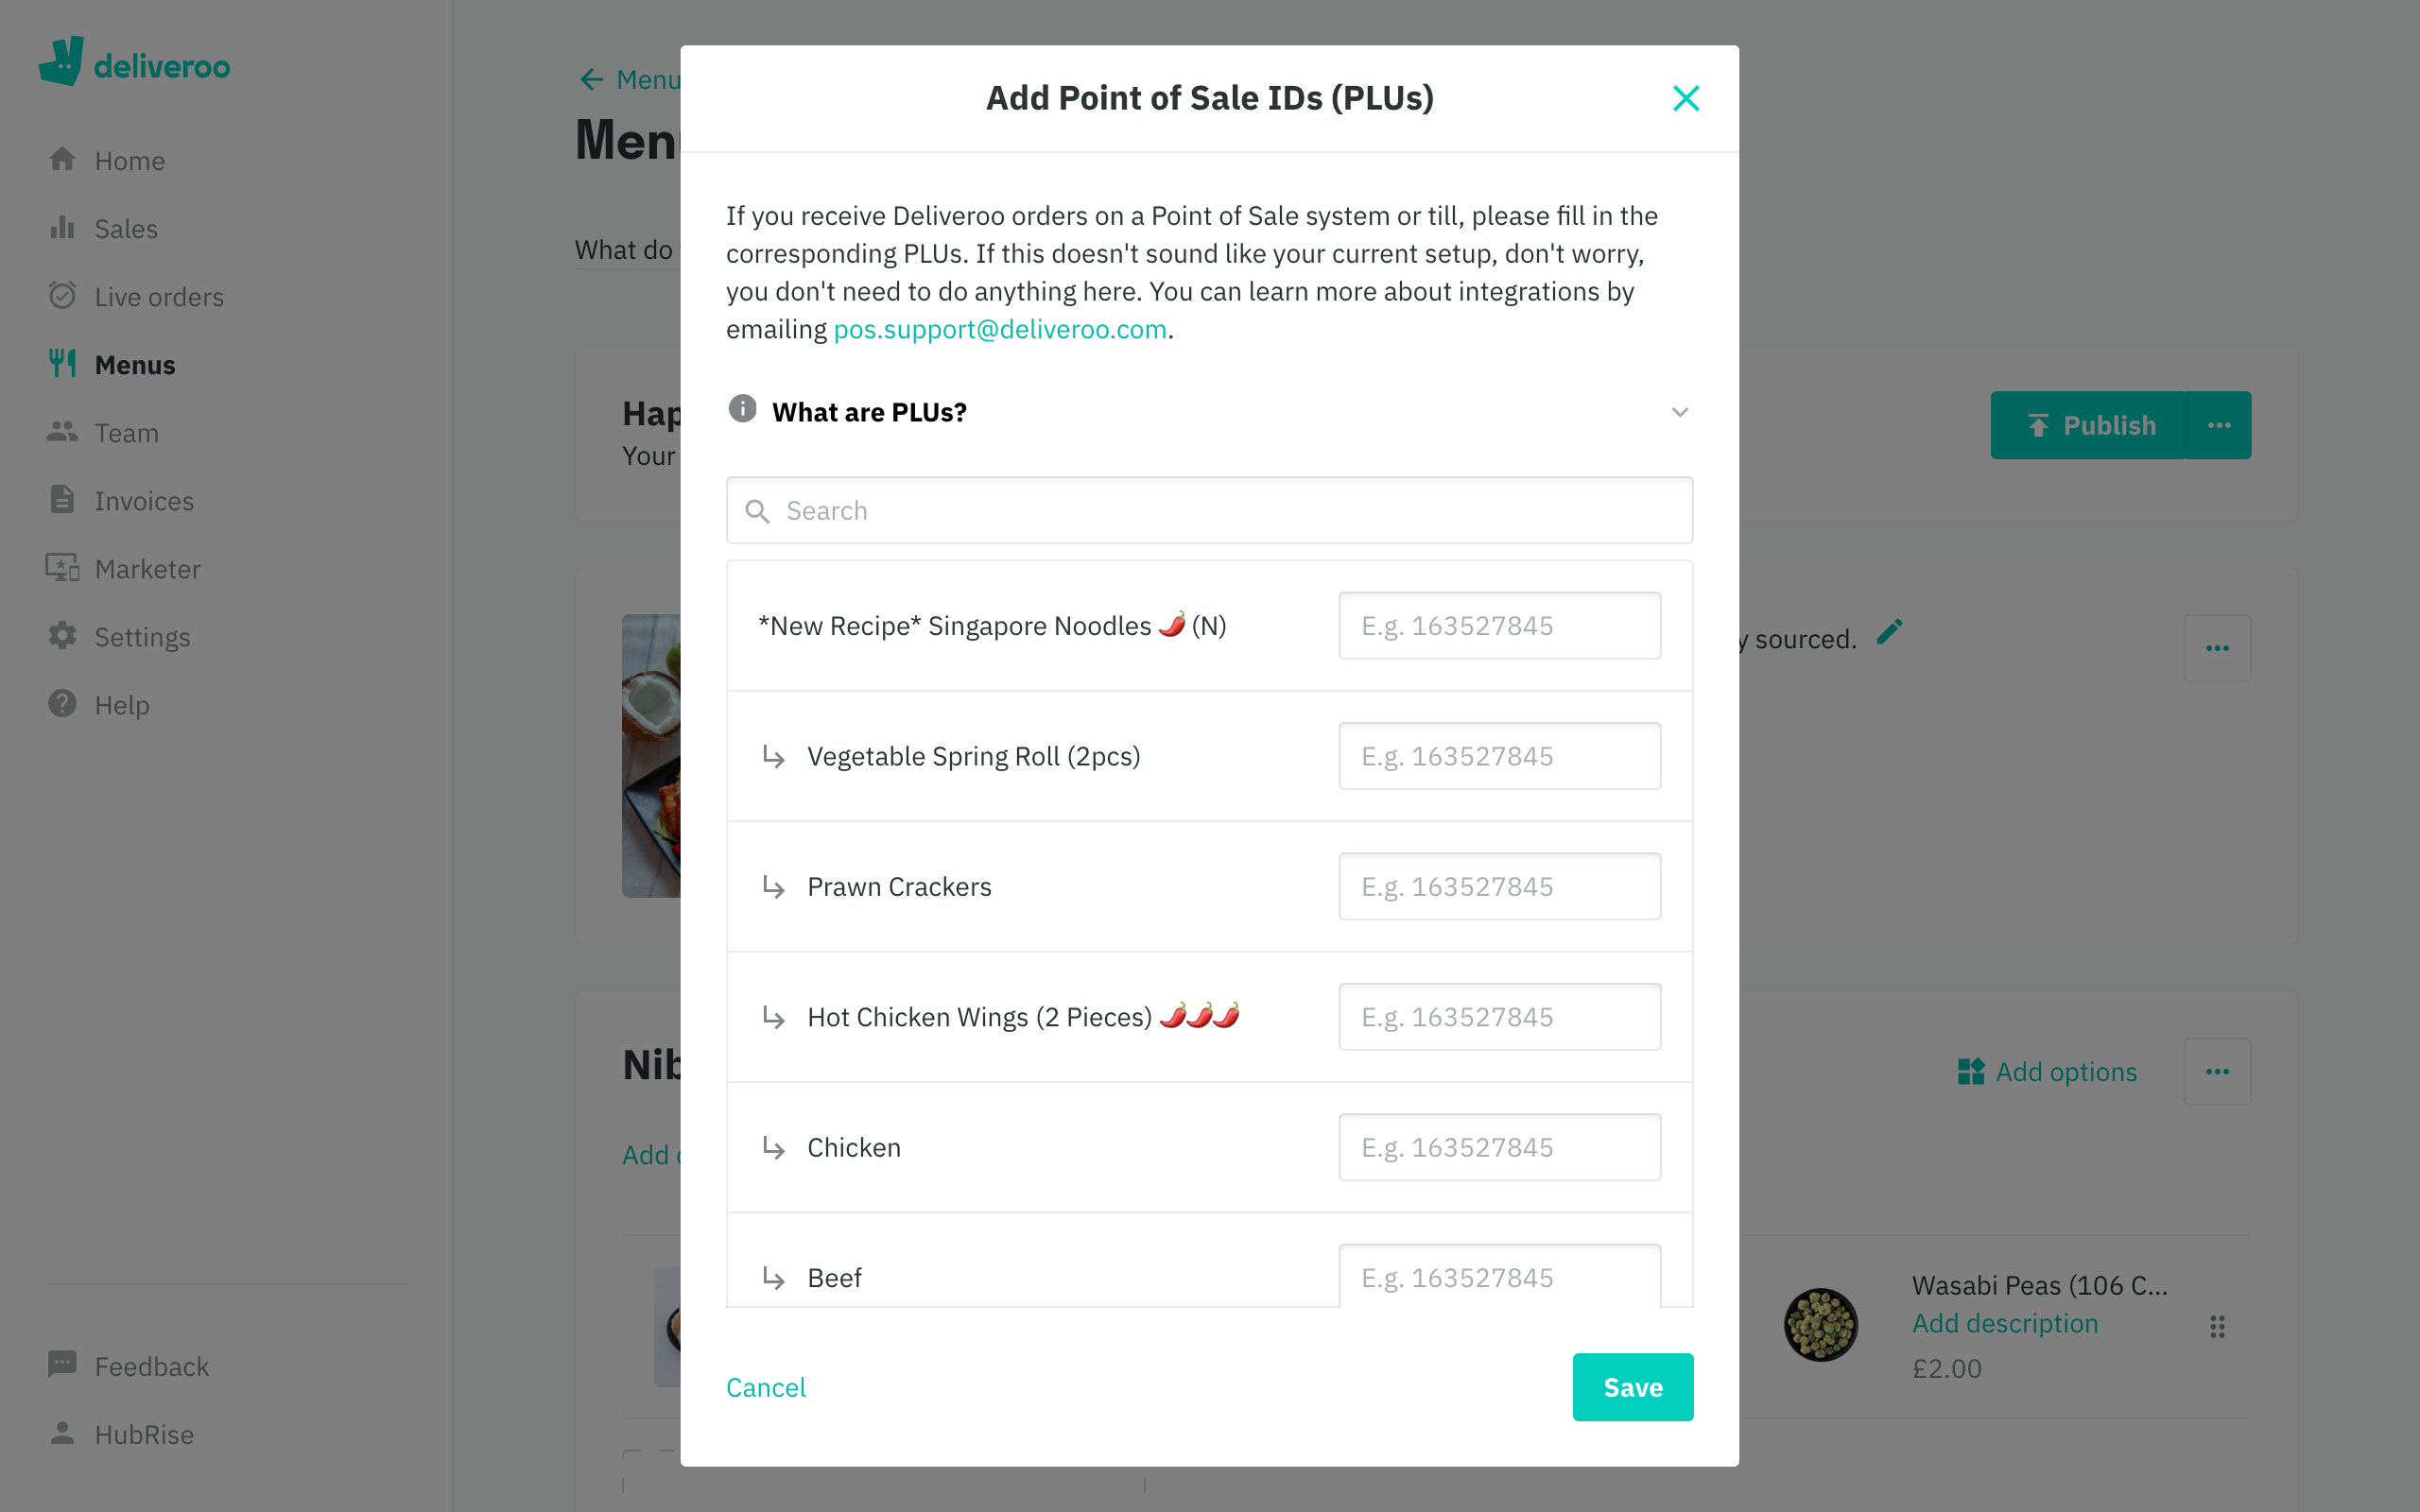 deliveroo
Home
Sales
Live orders
Menus
Team
Invoices
Marketer
Settings
Help
Feedback
HubRise
Menu
Men
What do
Hap
Your
Publish
y sourced.
Nib
Add options
Add
Wasabi Peas (106 C...
Add description
£2.00
Add Point of Sale IDs (PLUs)
If you receive Deliveroo orders on a Point of Sale system or till, please fill in the
corresponding PLUs. If this doesn't sound like your current setup, don't worry,
you don't need to do anything here. You can learn more about integrations by
emailing pos.support@deliveroo.com.
What are PLUs?
Search
*New Recipe* Singapore Noodles 🌶️ (N)
E.g. 163527845
Vegetable Spring Roll (2pcs)
E.g. 163527845
Prawn Crackers
E.g. 163527845
Hot Chicken Wings (2 Pieces) 🌶️🌶️🌶️
E.g. 163527845
Chicken
E.g. 163527845
Beef
E.g. 163527845
Cancel
Save